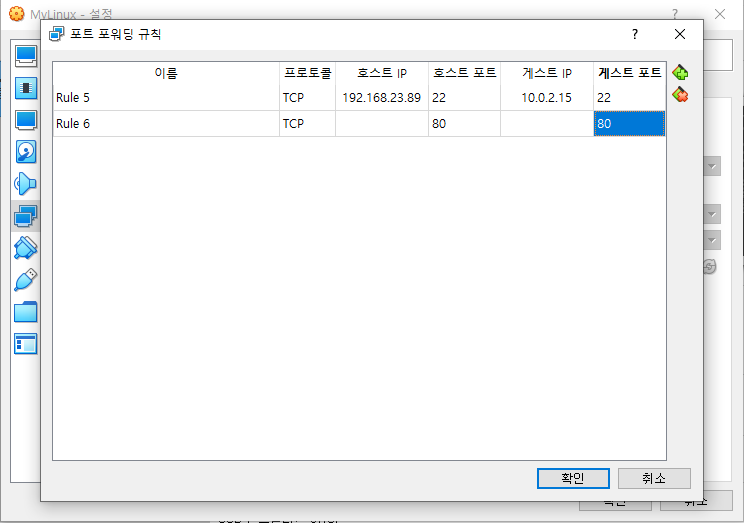 MyLinux - 설정
포트 포워딩 규칙
이름 프로토콜 호스트 IP 호스트 포트 게스트 IP 게스트 포트
Rule 5 TCP 192.168.23.89 22 10.0.2.15 22
Rule 6 TCP 80 80
확인 취소